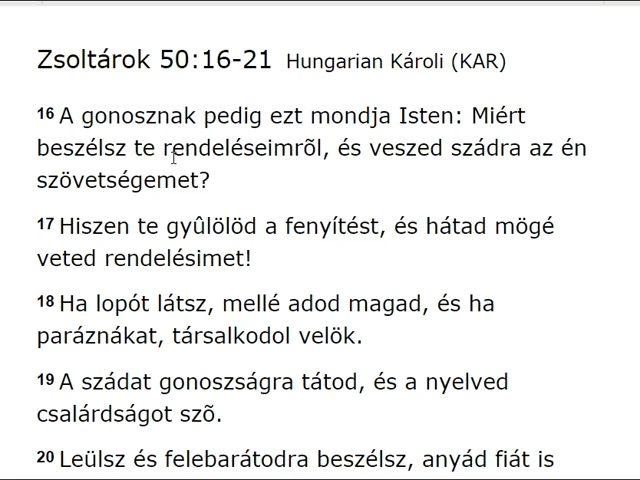 Zsoltárok 50:16-21 Hungarian Károli (KAR)
16 A gonosznak pedig ezt mondja Isten: Miért
beszélsz te rendeléseimrõl, és veszed szádra az én
szövetségemet?
17 Hiszen te gyûlölöd a fenyítést, és hátad mögé
veted rendelésimet!
18 Ha lopót látsz, mellé adod magad, és ha
paráznákat, társalkodol velök.
19 A szádat gonoszságra tátod, és a nyelved
csalárdságot szõ.
20 Leülsz és felebarátodra beszélsz, anyád fiát is